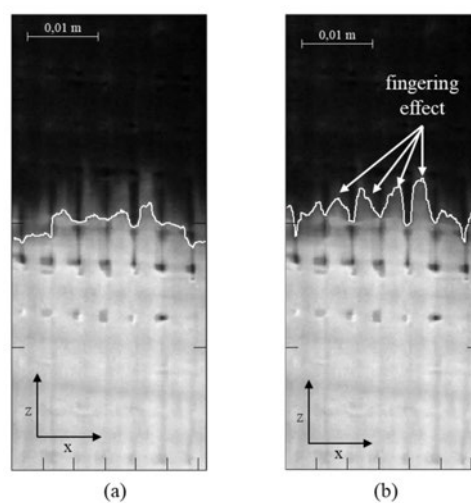 0,01 m
0,01 m
fingering
effect
z
x
z
x
(a)
(b)